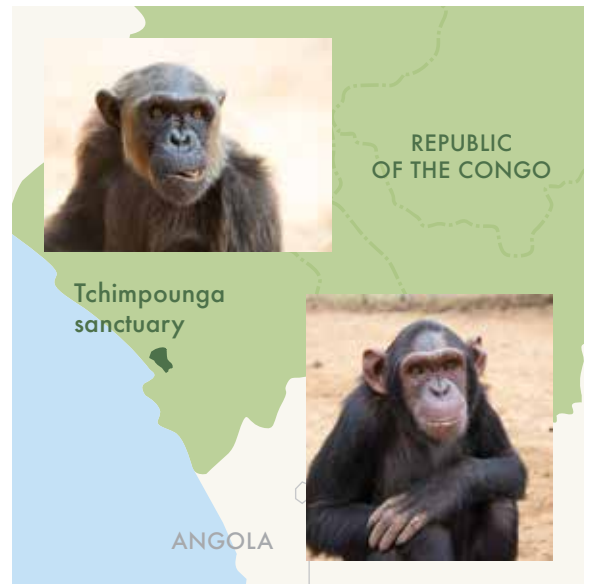 REPUBLIC
OF THE CONGO
Tchimpounga
sanctuary
ANGOLA